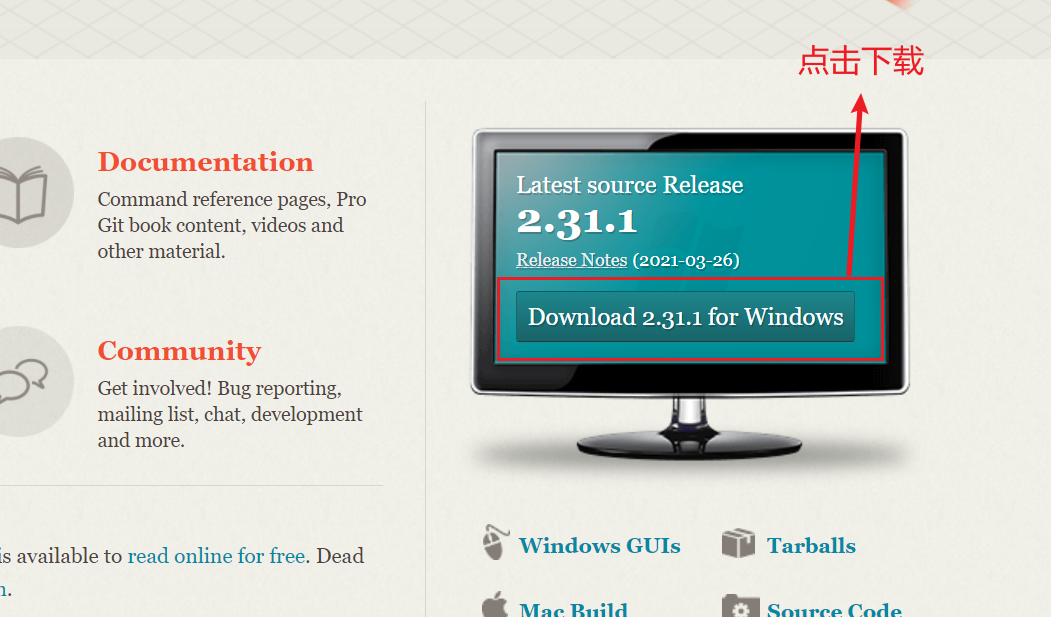 点击下载
Documentation
Command reference pages, Pro
Git book content, videos and
other material.
Community
Get involved! Bug reporting,
mailing list, chat, development
and more.
is available to read online for free. Dead
Latest source Release
2.31.1
Release Notes (2021-03-26)
Download 2.31.1 for Windows
Windows GUIs
Tarballs
Mac Build
Source Code